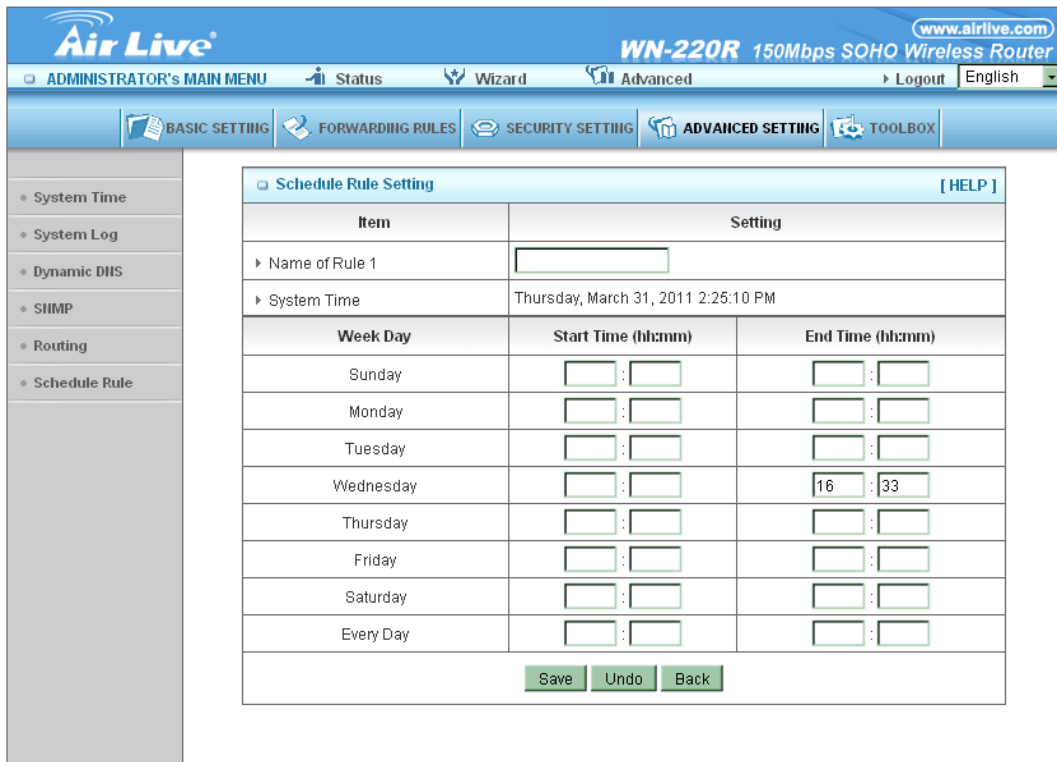 Air Live®
www.airlive.com
WN-220R 150Mbps SOHO Wireless Router
ADMINISTRATOR's MAIN MENU Status Wizard Advanced Logout English
BASIC SETTING FORWARDING RULES SECURITY SETTING ADVANCED SETTING TOOLBOX
System Time
System Log
Dynamic DNS
SNMP
Routing
Schedule Rule
Schedule Rule Setting [ HELP ]
Item Setting
Name of Rule 1
System Time Thursday, March 31, 2011 2:25:10 PM
Week Day Start Time (hh:mm) End Time (hh:mm)
Sunday : :
Monday : :
Tuesday : :
Wednesday : 16 : 33
Thursday : :
Friday : :
Saturday : :
Every Day : :
Save Undo Back